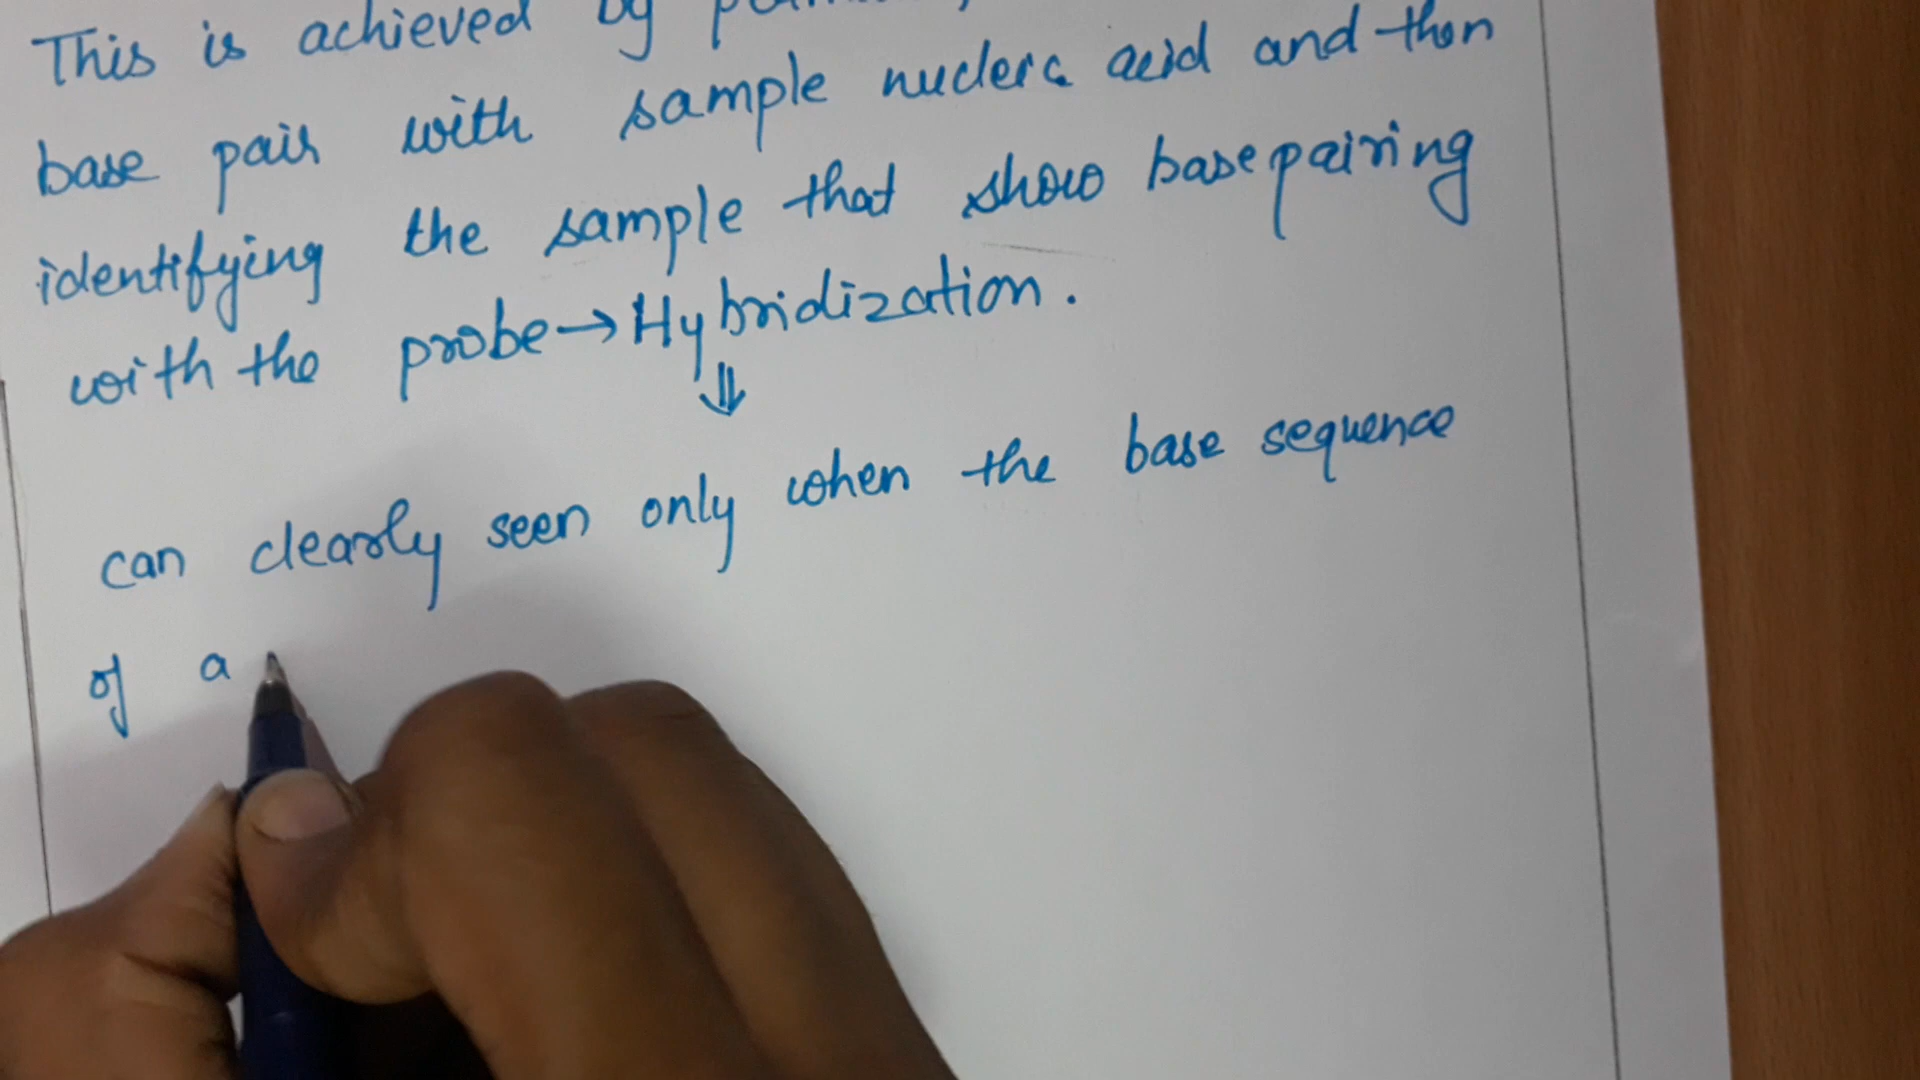 This is achieved by
base pair with sample nucleic acid and then
identifying the sample that show basepairing
with the probe → Hybridization.
⇓
can clearly seen only when the base sequence
of a